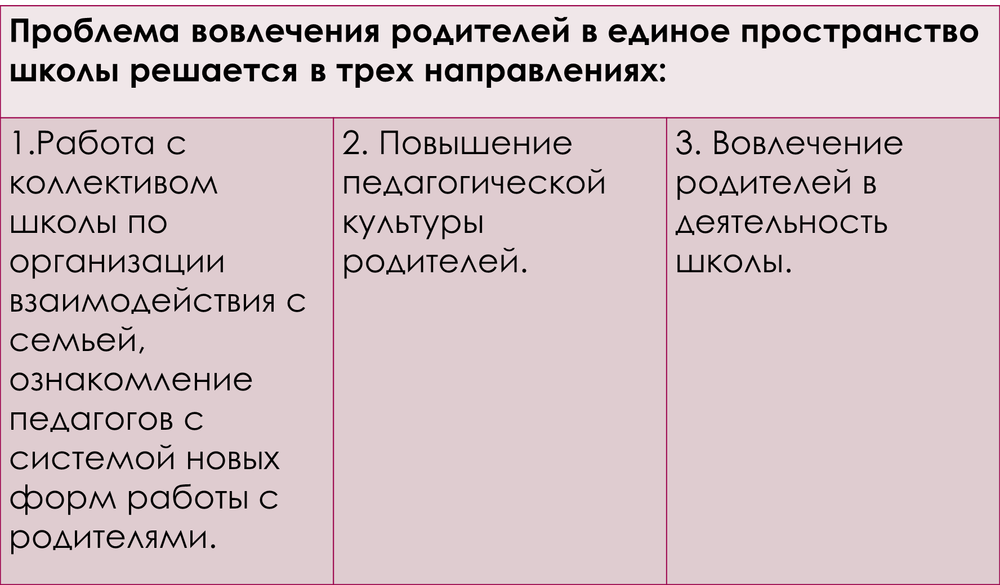 Проблема вовлечения родителей в единое пространство
школы решается в трех направлениях:
1.Работа с
коллективом
школы по
организации
взаимодействия с
семьей,
ознакомление
педагогов с
системой новых
форм работы с
родителями.
2. Повышение
педагогической
культуры
родителей.
3. Вовлечение
родителей в
деятельность
школы.